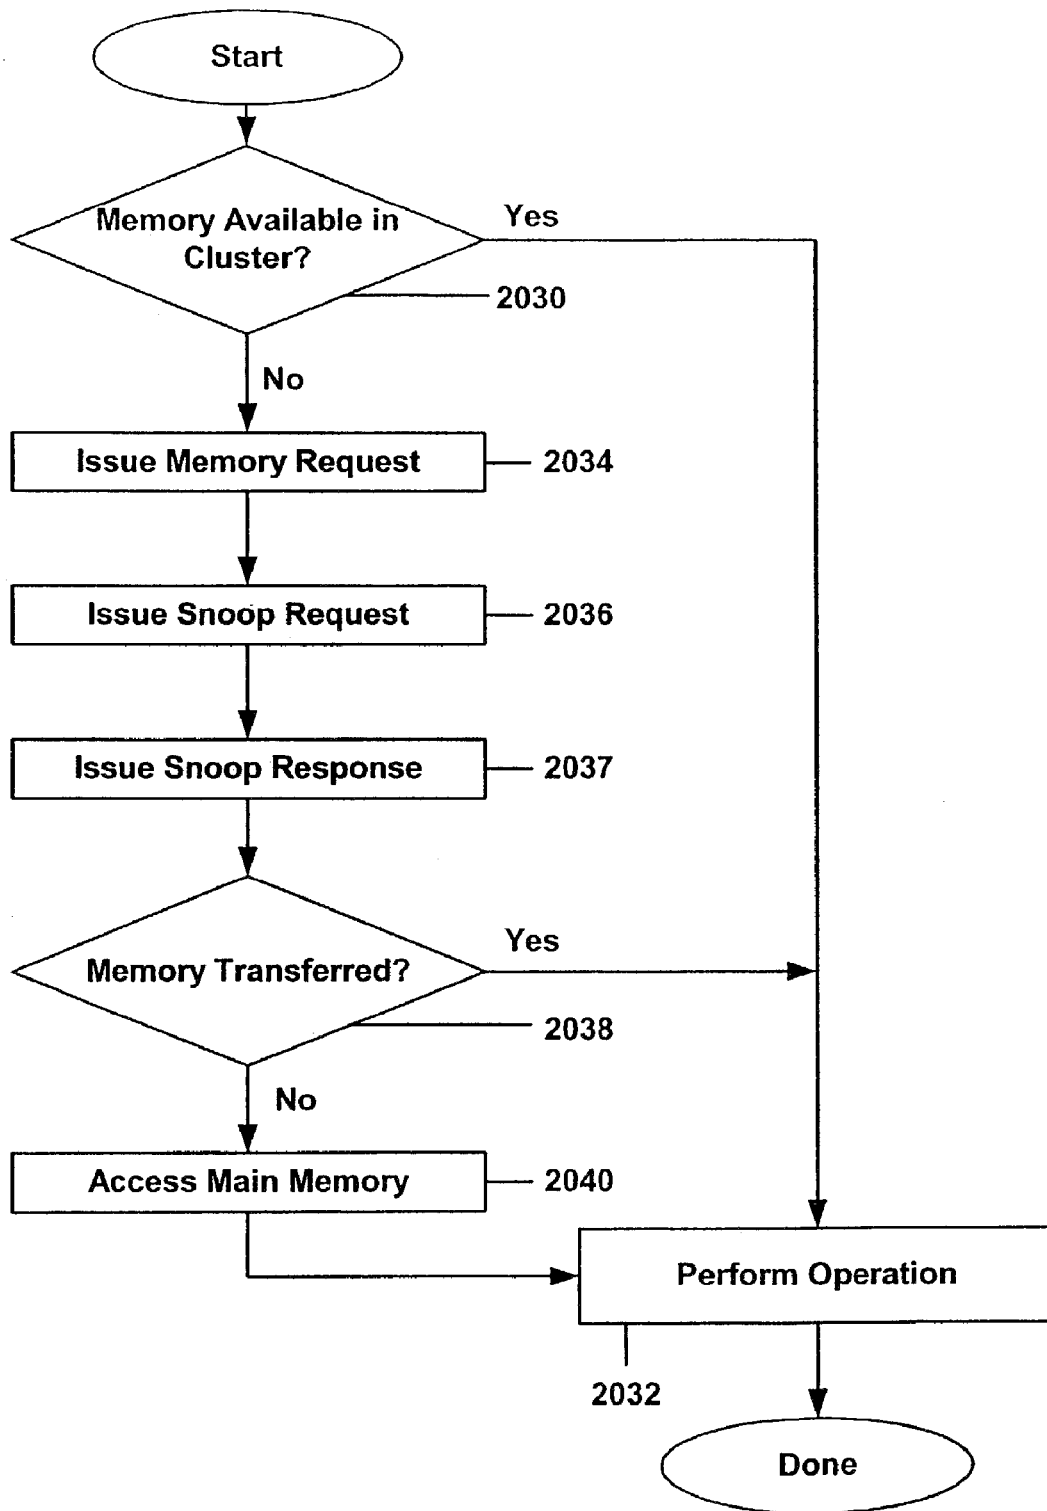 Start
Memory Available in
Cluster?
Yes
2030
No
Issue Memory Request
2034
Issue Snoop Request
2036
Issue Snoop Response
2037
Memory Transferred?
Yes
2038
No
Access Main Memory
2040
Perform Operation
2032
Done